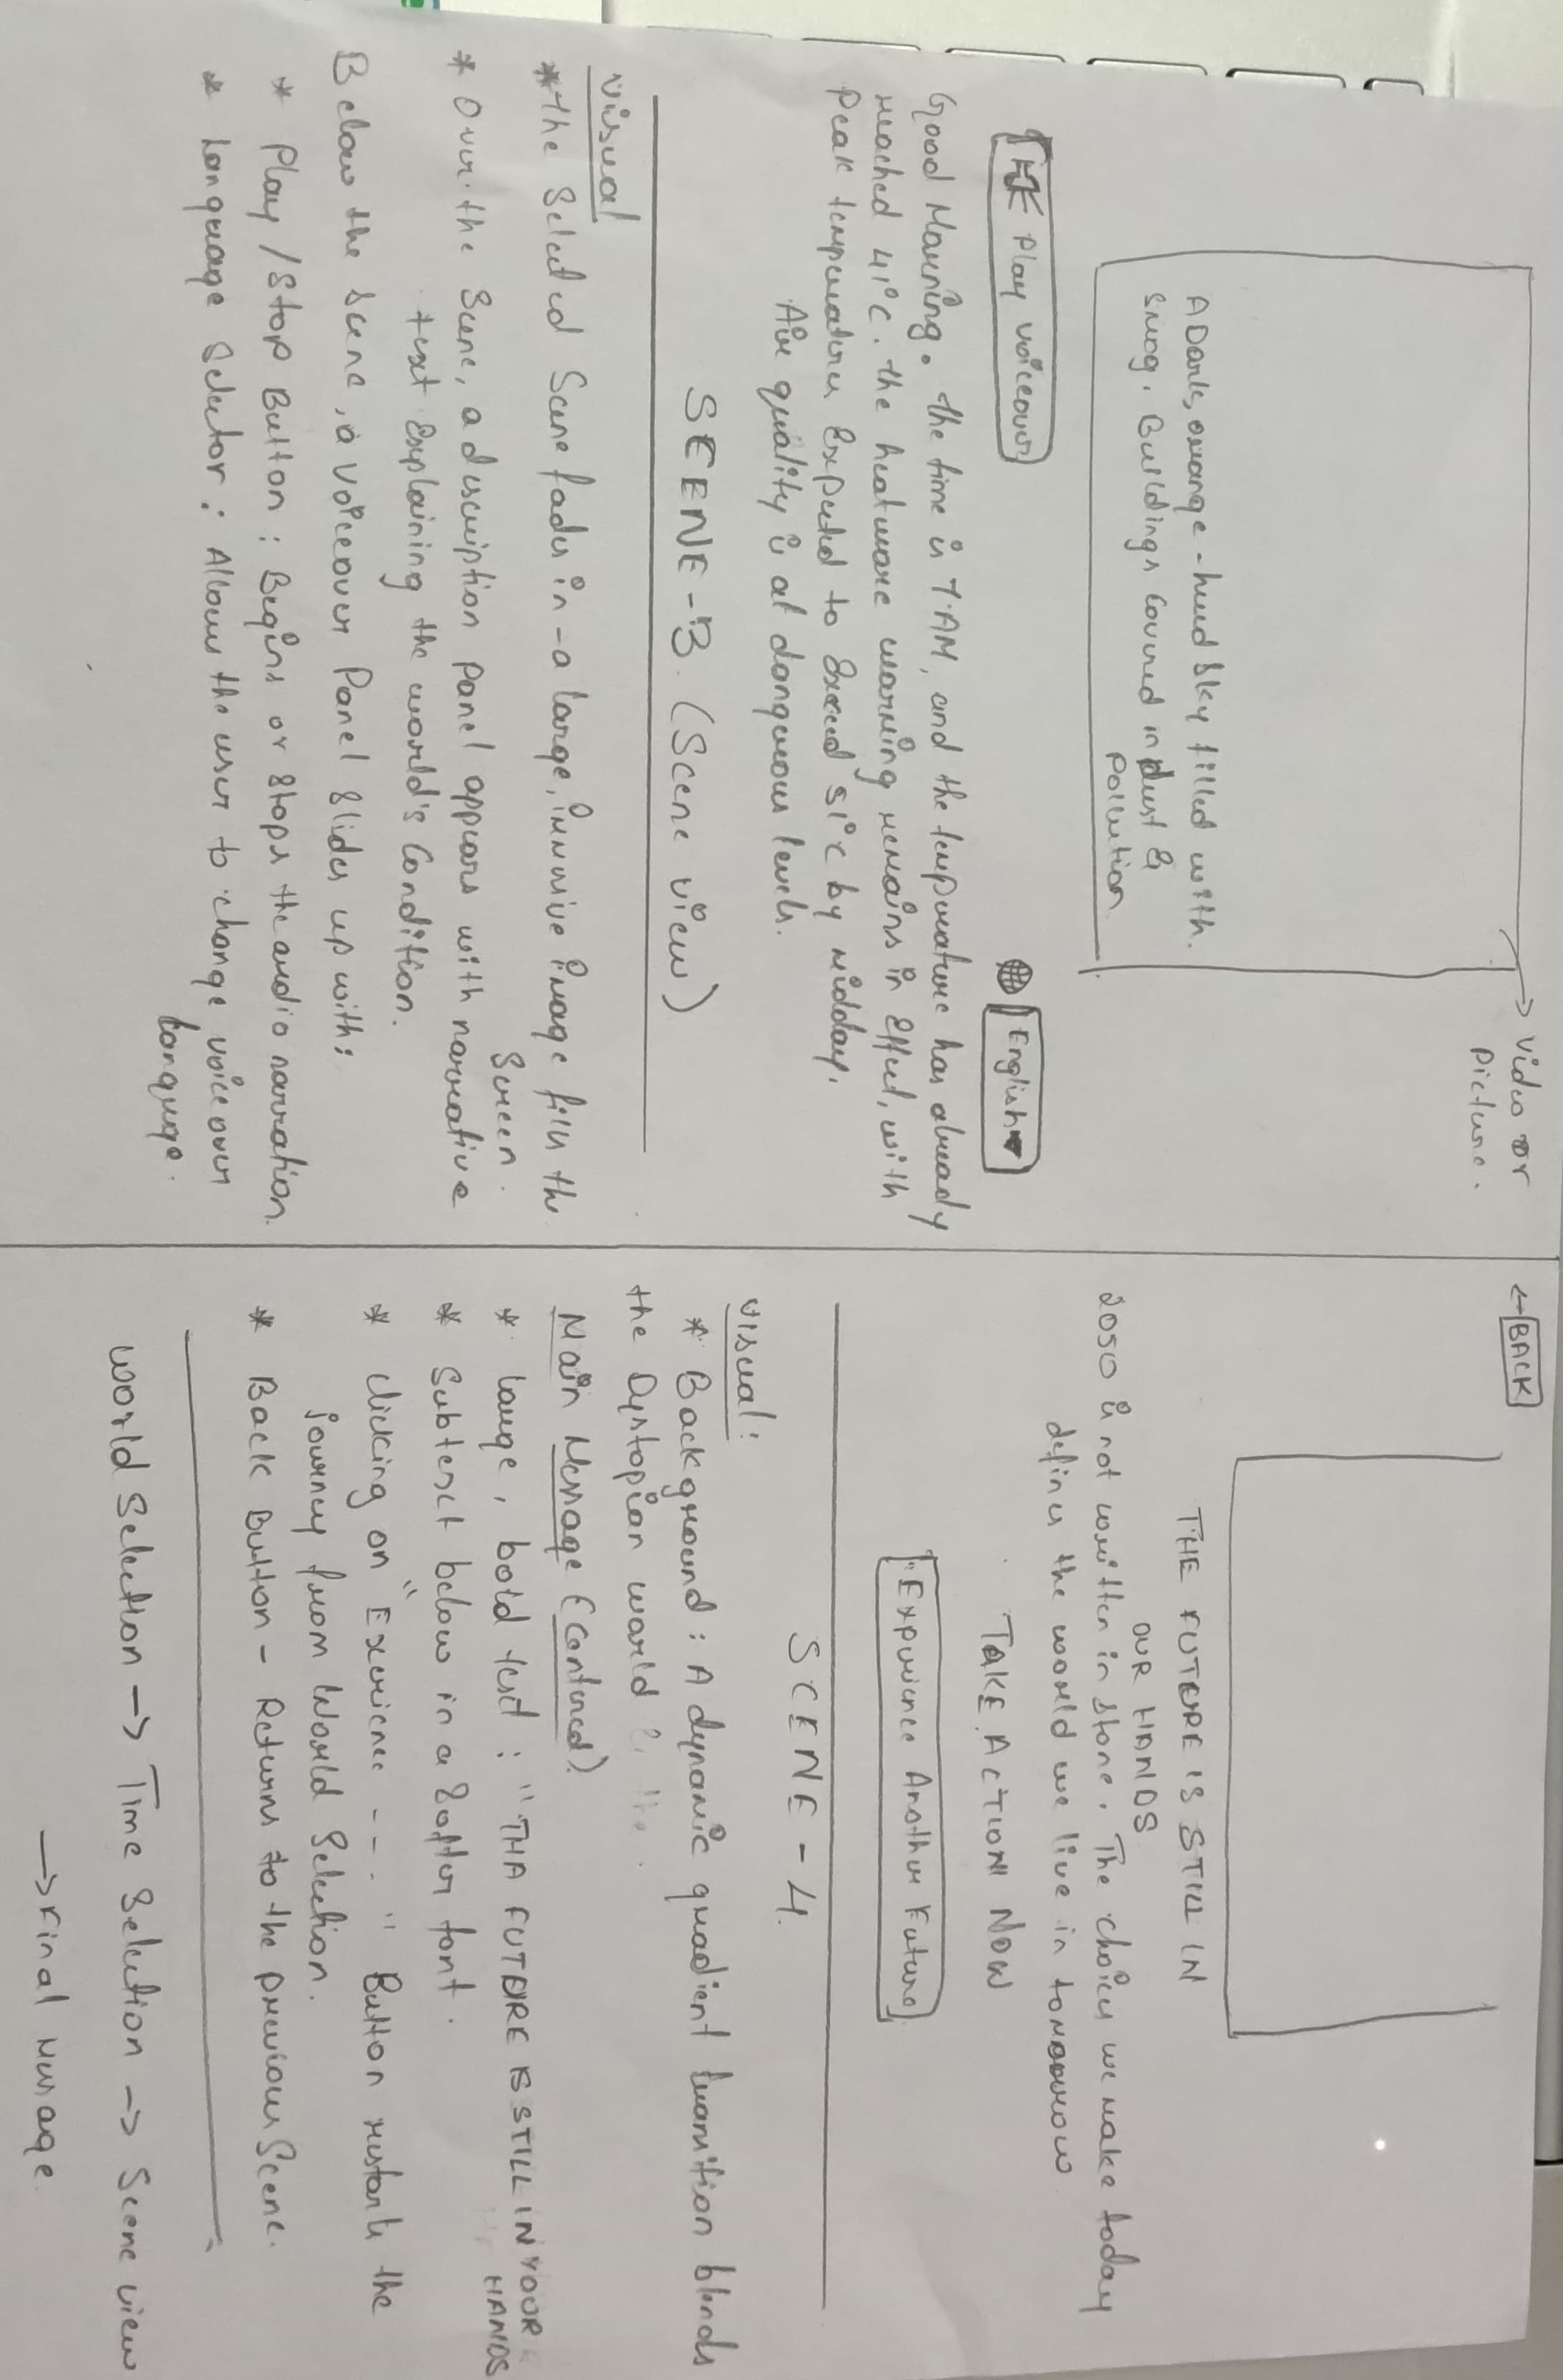 Video or
Picture.
A Dark, orange-hued sky filled with
smog. Buildings covered in dust &
Pollution
Play voiceover
English
Good Morning. the time is 7AM, and the temperature has already
reached 41°C. the heatwave warning remains in effect, with
Peak temperature Expected to Exceed 51°C by midday.
Air quality is at dangerous levels.
SCENE-3. (Scene view)
Visual
* The Selected Scene fades in - a large, immersive image fills the
Screen.
* Over the Scene, a description panel appears with narrative
text Explaining the world's Condition.
Below the scene, a voiceover Panel slides up with:
* Play/Stop Button: Begins or stops the audio narration.
* Language Selector: Allows the user to change voiceover
language.
← BACK
THE FUTURE IS STILL IN
OUR HANDS
2050 is not written in stone. The choices we make today
defines the world we live in tomorrow
TAKE ACTION NOW
"Experience Another Future
SCENE-4.
Visual:
* Background: A dynamic gradient transition blends
the Dystopian world
Main Message (Centered)
* Large, bold text: "THA FUTURE IS STILL IN YOUR
HANDS
* Subtext below in a softer font.
* clicking on "Exerience ---" Button restarts the
journey from World Selection.
* Back Button - Returns to the previous Scene.
World Selection → Time Selection → Scene view
→ Final Message